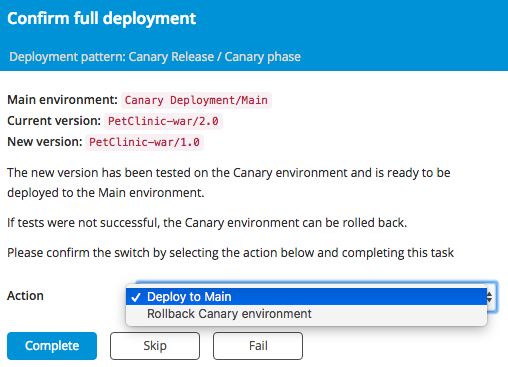 Confirm full deployment
Deployment pattern: Canary Release / Canary phase
Main environment: Canary Deployment/Main
Current version: PetClinic-war/2.0
New version: PetClinic-war/1.0
The new version has been tested on the Canary environment and is ready to be
deployed to the Main environment.
If tests were not successful, the Canary environment can be rolled back.
Please confirm the switch by selecting the action below and completing this task
Action
✓ Deploy to Main
Rollback Canary environment
Complete Skip Fail